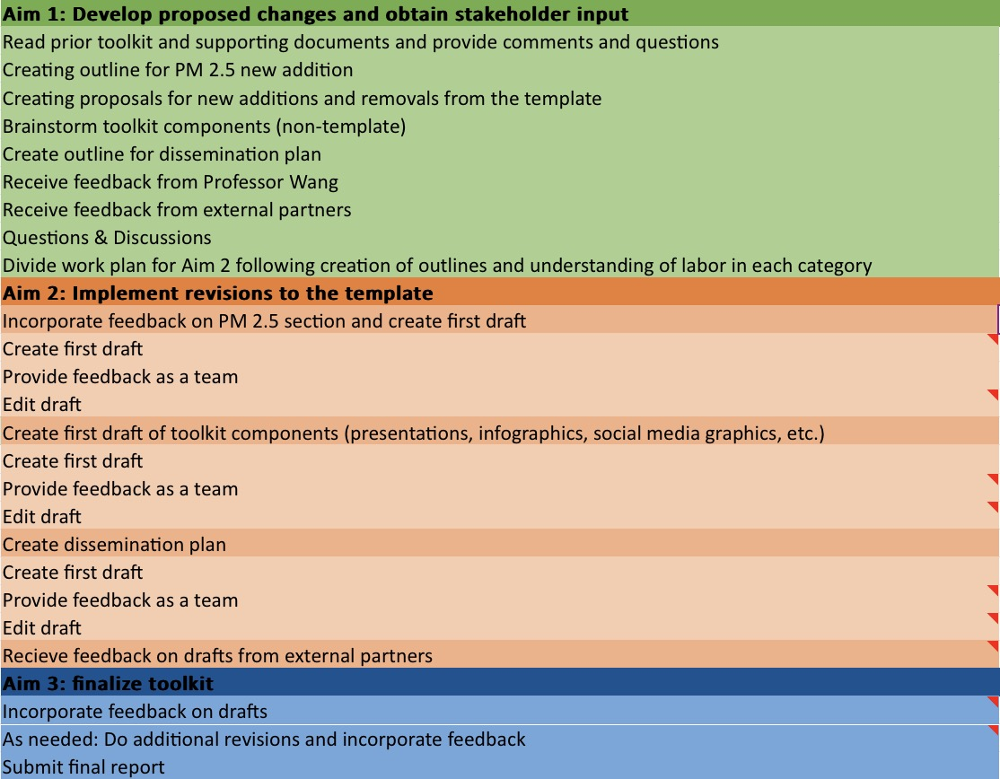 Aim 1: Develop proposed changes and obtain stakeholder input
Read prior toolkit and supporting documents and provide comments and questions
Creating outline for PM 2.5 new addition
Creating proposals for new additions and removals from the template
Brainstorm toolkit components (non-template)
Create outline for dissemination plan
Receive feedback from Professor Wang
Receive feedback from external partners
Questions & Discussions
Divide work plan for Aim 2 following creation of outlines and understanding of labor in each category
Aim 2: Implement revisions to the template
Incorporate feedback on PM 2.5 section and create first draft
Create first draft
Provide feedback as a team
Edit draft
Create first draft of toolkit components (presentations, infographics, social media graphics, etc.)
Create first draft
Provide feedback as a team
Edit draft
Create dissemination plan
Create first draft
Provide feedback as a team
Edit draft
Recieve feedback on drafts from external partners
Aim 3: finalize toolkit
Incorporate feedback on drafts
As needed: Do additional revisions and incorporate feedback
Submit final report